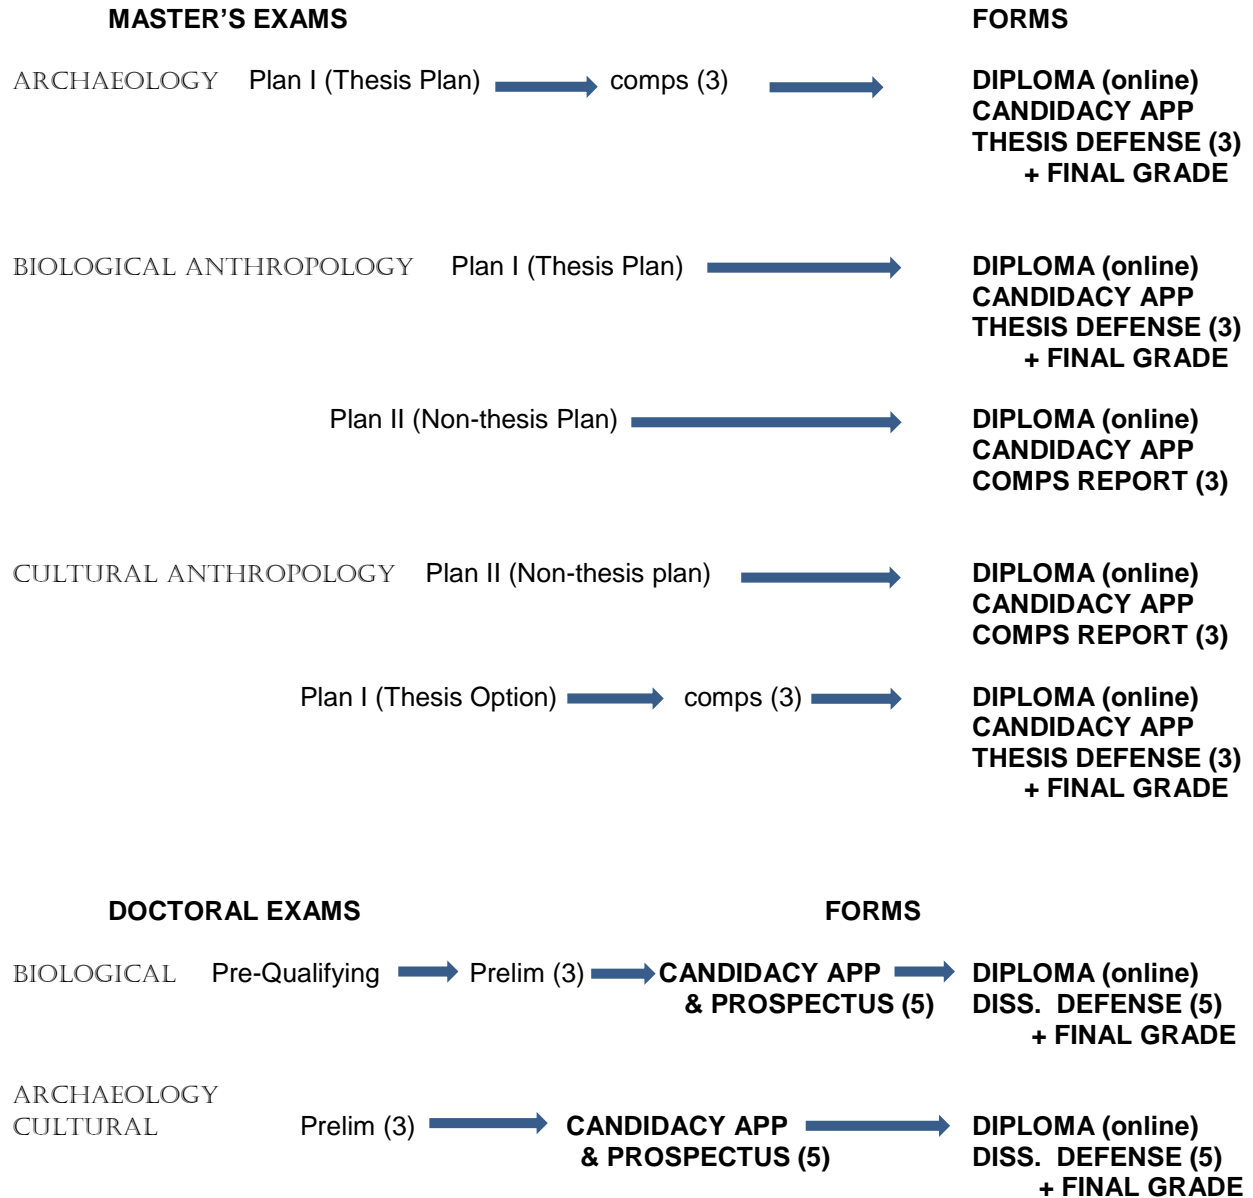 MASTER’S EXAMS FORMS
ARCHAEOLOGY Plan I (Thesis Plan) comps (3) DIPLOMA (online)
CANDIDACY APP
THESIS DEFENSE (3)
+ FINAL GRADE
BIOLOGICAL ANTHROPOLOGY Plan I (Thesis Plan) DIPLOMA (online)
CANDIDACY APP
THESIS DEFENSE (3)
+ FINAL GRADE
Plan II (Non-thesis Plan) DIPLOMA (online)
CANDIDACY APP
COMPS REPORT (3)
CULTURAL ANTHROPOLOGY Plan II (Non-thesis plan) DIPLOMA (online)
CANDIDACY APP
COMPS REPORT (3)
Plan I (Thesis Option) comps (3) DIPLOMA (online)
CANDIDACY APP
THESIS DEFENSE (3)
+ FINAL GRADE
DOCTORAL EXAMS FORMS
BIOLOGICAL Pre-Qualifying Prelim (3) CANDIDACY APP DIPLOMA (online)
& PROSPECTUS (5) DISS. DEFENSE (5)
+ FINAL GRADE
ARCHAEOLOGY
CULTURAL Prelim (3) CANDIDACY APP DIPLOMA (online)
& PROSPECTUS (5) DISS. DEFENSE (5)
+ FINAL GRADE